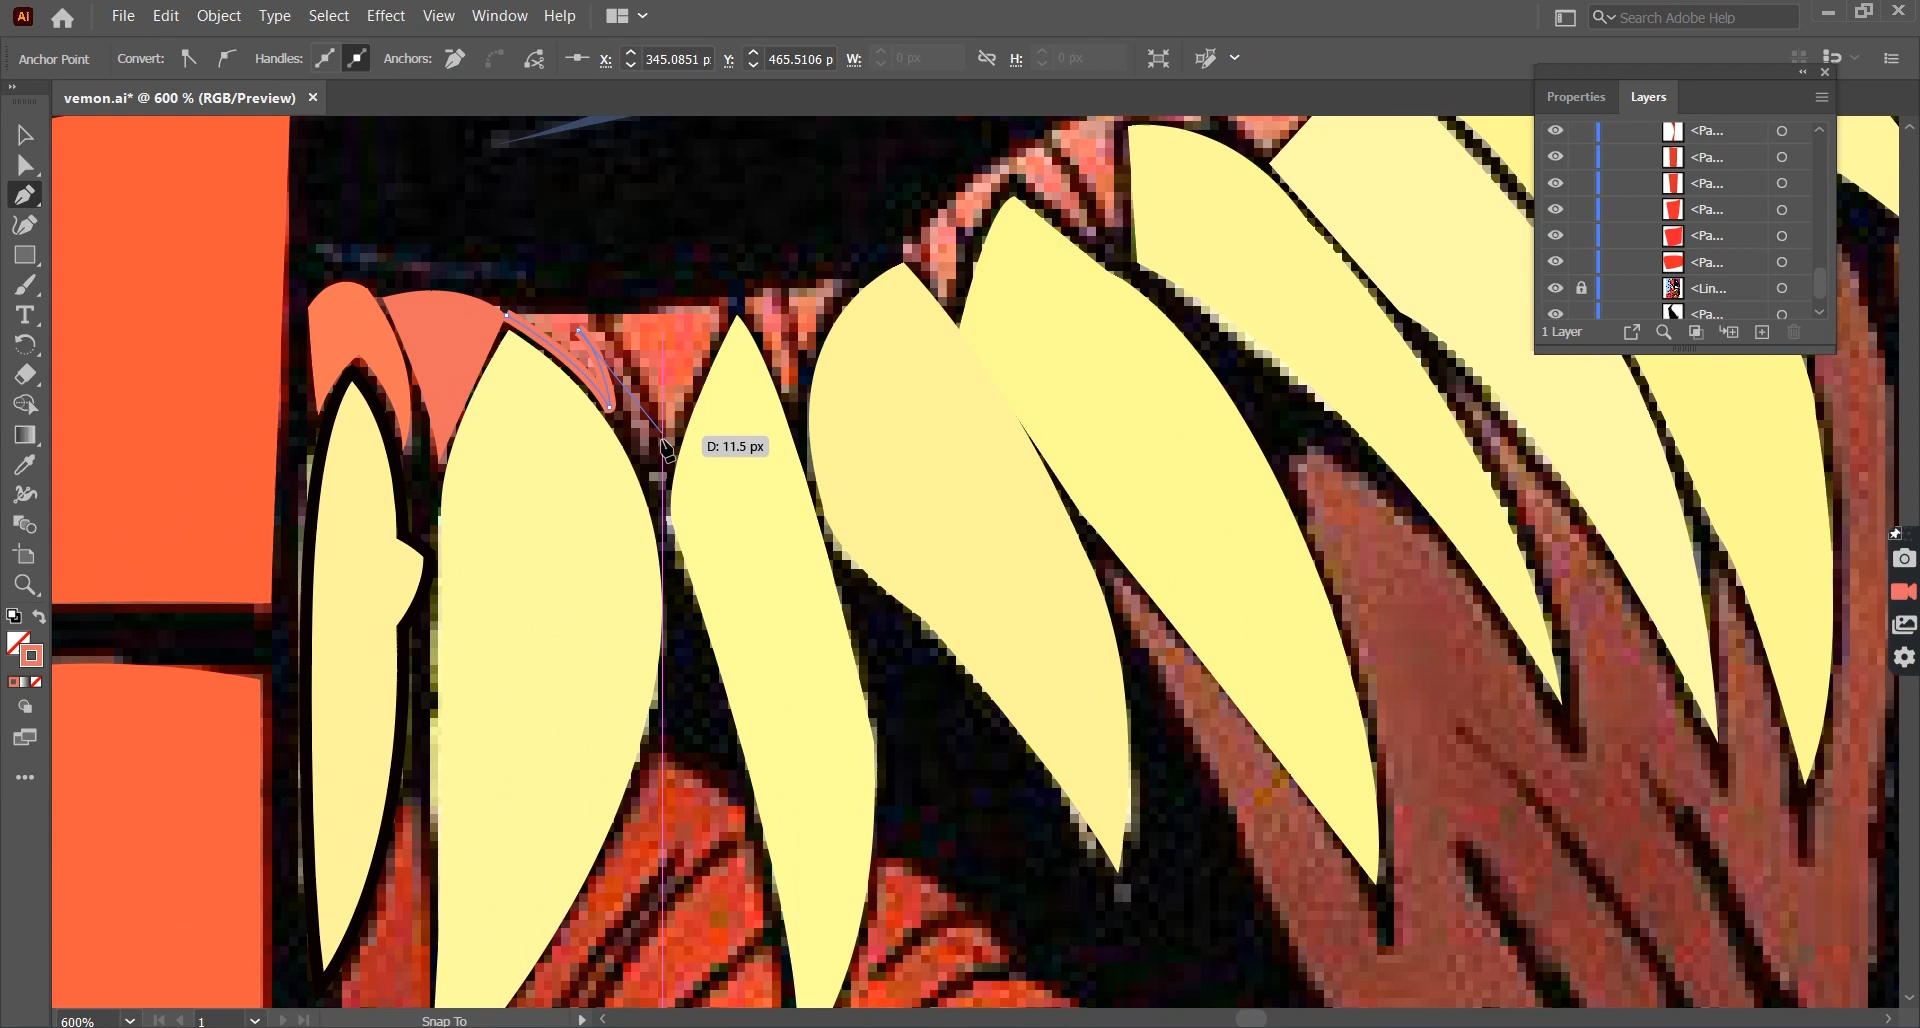 Ai File Edit Object Type Select Effect View Window Help Search Adobe Help
Anchor Point Convert: Handles: Anchors: X: 345.0851 p Y: 465.5106 p W: 0 px H: 0 px
vemon.ai* @ 600 % (RGB/Preview)
Properties Layers
<Pa...
<Pa...
<Pa...
<Pa...
<Pa...
<Pa...
<Lin...
<Pa...
1 Layer
D: 11.5 px
600% 1 Snap To